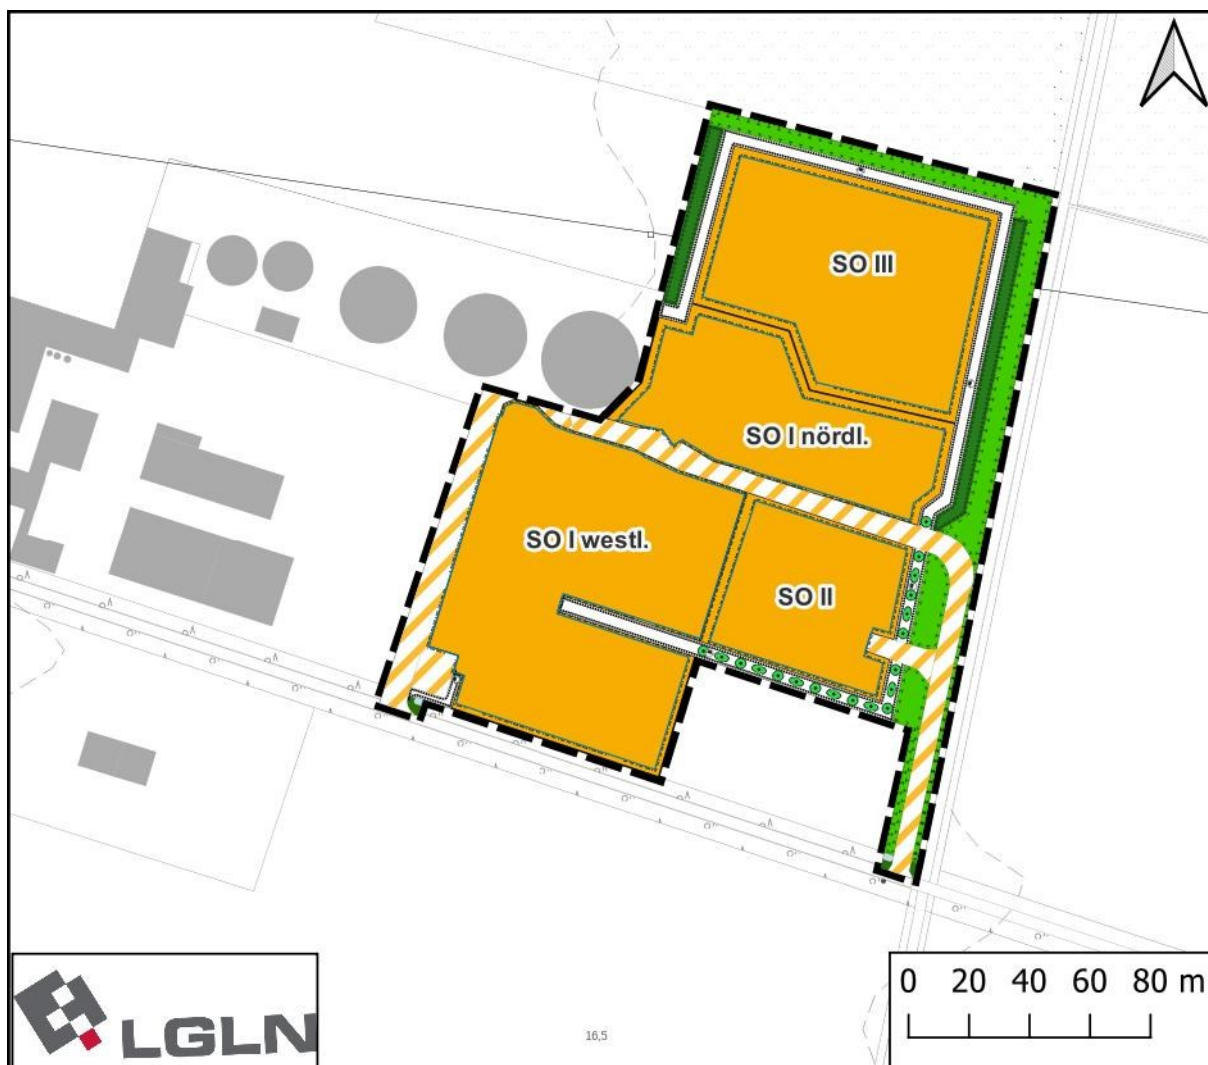 SO III
SO I nördl.
SO I westl.
SO II
0 20 40 60 80 m
LGLN
16,5